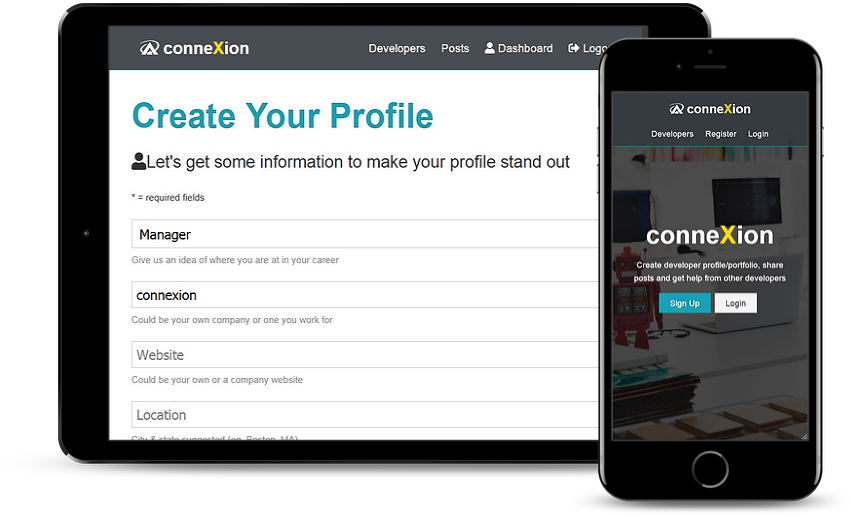 conneXion
Developers Posts Dashboard Logo
Create Your Profile
Let's get some information to make your profile stand out
* = required fields
Manager
Give us an idea of where you are at in your career
connexion
Could be your own company or one you work for
Website
Could be your own or a company website
Location
City & state suggested (eg. Boston, MA)
conneXion
Developers Register Login
conneXion
Create developer profile/portfolio, share
posts and get help from other developers
Sign Up Login